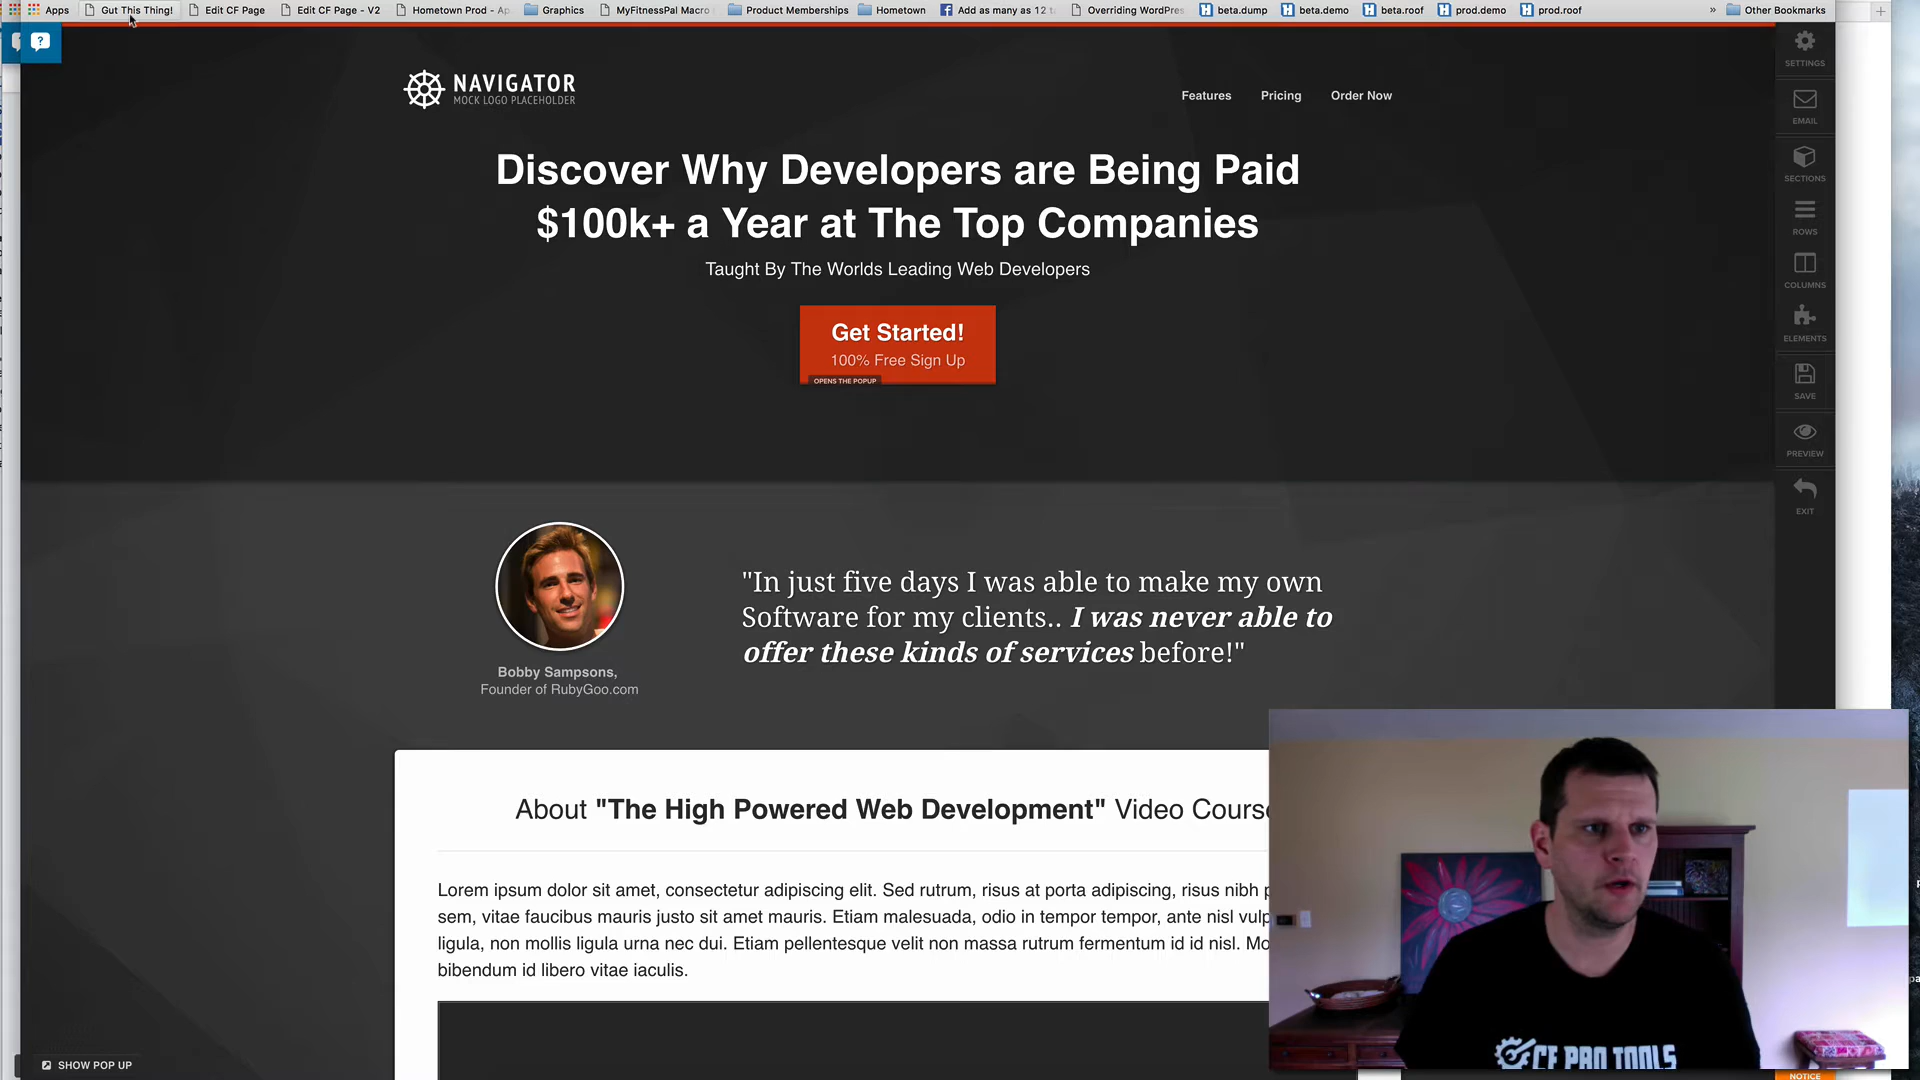 Apps
Gut This Thing!
Edit CF Page
Edit CF Page - V2
Hometown Prod - Ap
Graphics
MyFitnessPal Macro
Product Memberships
Hometown
Add as many as 12 t
Overriding WordPres
beta.dump
beta.demo
beta.roof
prod.demo
prod.roof
»
Other Bookmarks
NAVIGATOR
MOCK LOGO PLACEHOLDER
Features
Pricing
Order Now
Discover Why Developers are Being Paid
$100k+ a Year at The Top Companies
Taught By The Worlds Leading Web Developers
Get Started!
100% Free Sign Up
OPENS THE POPUP
SETTINGS
EMAIL
SECTIONS
ROWS
COLUMNS
ELEMENTS
SAVE
PREVIEW
EXIT
"In just five days I was able to make my own
Software for my clients.. I was never able to
offer these kinds of services before!"
Bobby Sampsons,
Founder of RubyGoo.com
About "The High Powered Web Development" Video Course
Lorem ipsum dolor sit amet, consectetur adipiscing elit. Sed rutrum, risus at porta adipiscing, risus nibh
sem, vitae faucibus mauris justo sit amet mauris. Etiam malesuada, odio in tempor tempor, ante nisl vulp
ligula, non mollis ligula urna nec dui. Etiam pellentesque velit non massa rutrum fermentum id id nisl. Mo
bibendum id libero vitae iaculis.
SHOW POP UP
CF PRO TOOLS
NOTICE